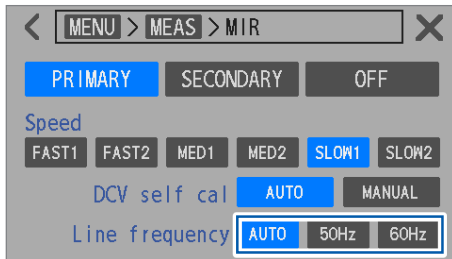 < MENU > MEAS > MIR X
PRIMARY SECONDARY OFF
Speed
FAST1 FAST2 MED1 MED2 SLOW1 SLOW2
DCV self cal AUTO MANUAL
Line frequency AUTO 50Hz 60Hz